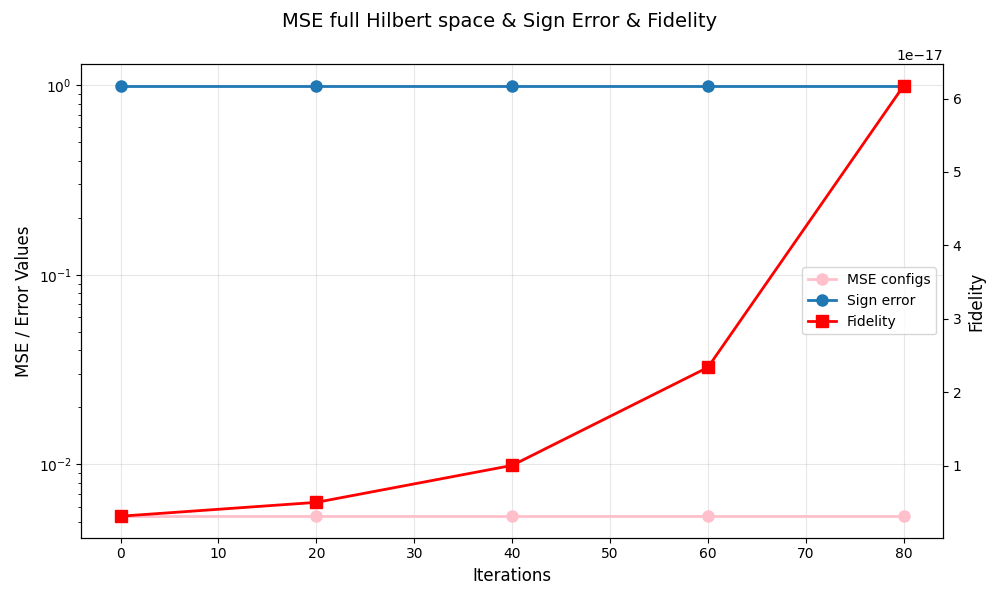 MSE full Hilbert space & Sign Error & Fidelity
1e−17
10⁰
10⁻¹
10⁻²
MSE / Error Values
6
5
4
3
2
1
Fidelity
MSE configs
Sign error
Fidelity
0 10 20 30 40 50 60 70 80
Iterations